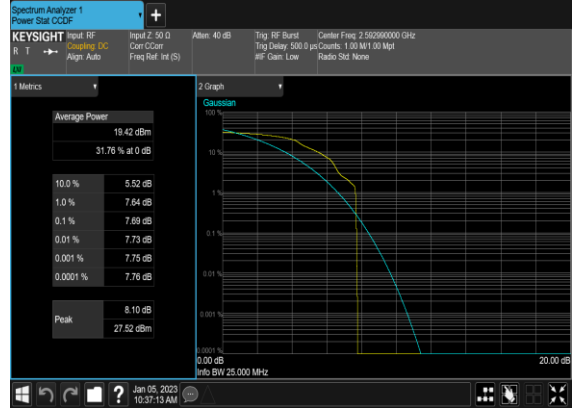 Spectrum Analyzer 1
Power Stat CCDF
+
KEYSIGHT
R T
Input: RF
Coupling: DC
Align: Auto
Input Z: 50 Ω
Corr CCorr
Freq Ref: Int (S)
Atten: 40 dB
Trig: RF Burst
Trig Delay: 500.0 µs
#IF Gain: Low
Center Freq: 2.592990000 GHz
Counts: 1.00 M/1.00 Mpt
Radio Std: None
1 Metrics
Average Power
19.42 dBm
31.76 % at 0 dB
10.0 % 5.52 dB
1.0 % 7.64 dB
0.1 % 7.69 dB
0.01 % 7.73 dB
0.001 % 7.75 dB
0.0001 % 7.76 dB
Peak
8.10 dB
27.52 dBm
2 Graph
Gaussian
100 %
10 %
1 %
0.1 %
0.01 %
0.001 %
0.0001 %
0.00 dB
20.00 dB
Info BW 25.000 MHz
?
Jan 05, 2023
10:37:13 AM